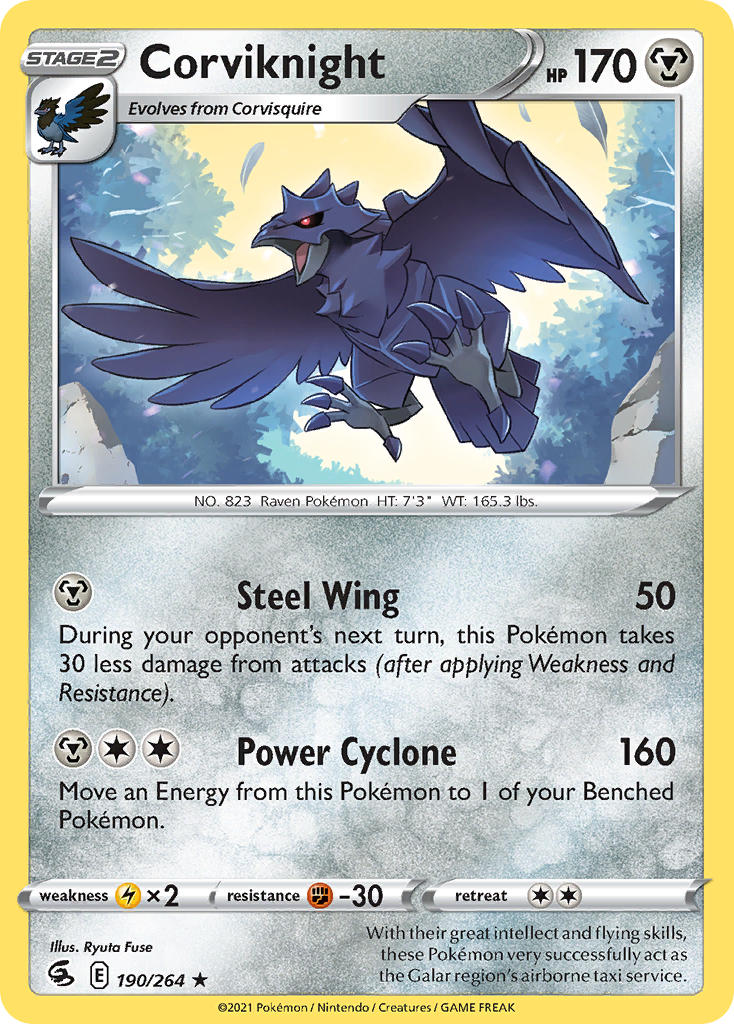 STAGE2
Corviknight
HP 170
Evolves from Corvisquire
NO. 823 Raven Pokémon HT: 7'3" WT: 165.3 lbs.
Steel Wing 50
During your opponent's next turn, this Pokémon takes
30 less damage from attacks (after applying Weakness and
Resistance).
Power Cyclone 160
Move an Energy from this Pokémon to 1 of your Benched
Pokémon.
weakness ×2 resistance -30 retreat
Illus. Ryuta Fuse
E 190/264 ★
With their great intellect and flying skills,
these Pokémon very successfully act as
the Galar region's airborne taxi service.
©2021 Pokémon / Nintendo / Creatures / GAME FREAK